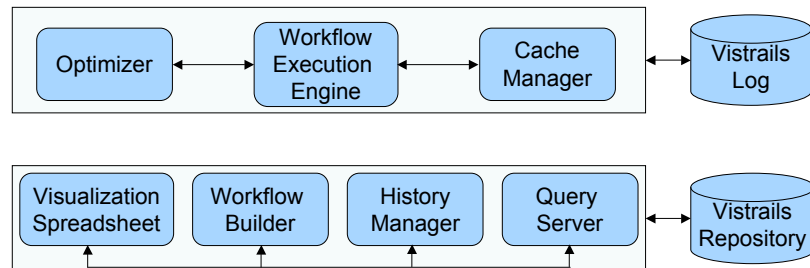 Optimizer
Workflow
Execution
Engine
Cache
Manager
Vistrails
Log
Visualization
Spreadsheet
Workflow
Builder
History
Manager
Query
Server
Vistrails
Repository